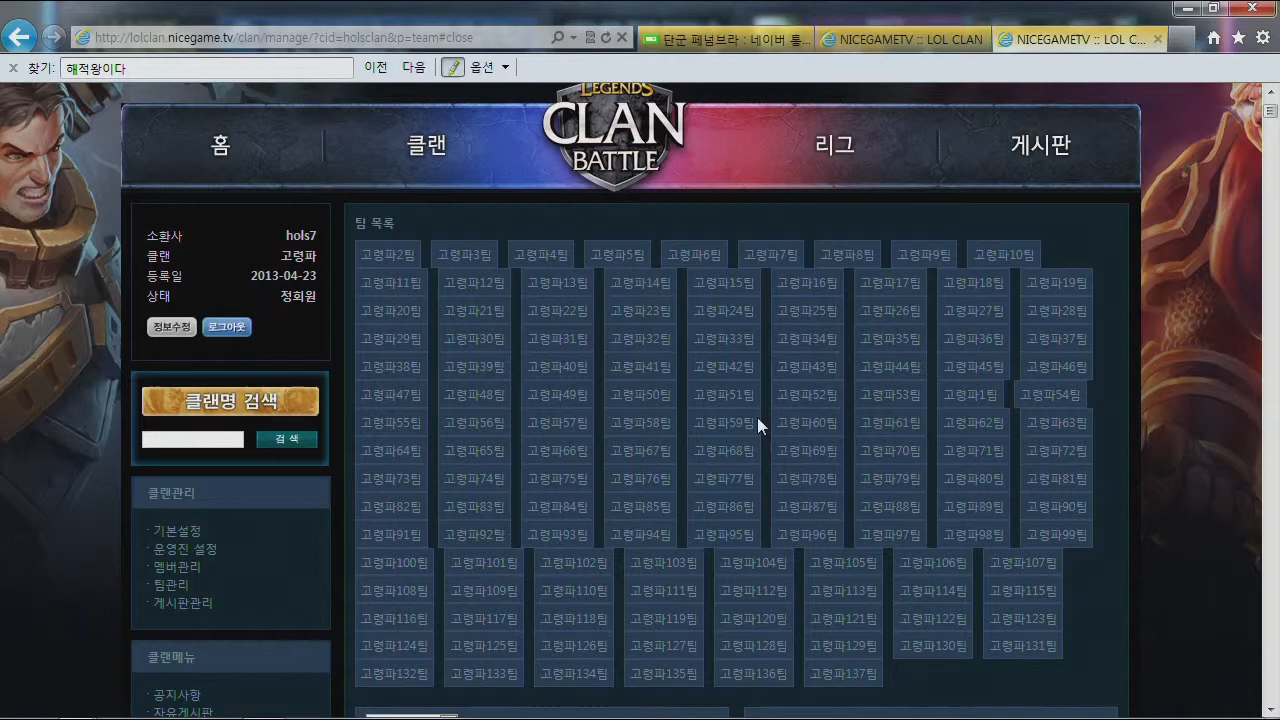 http://lolclan.nicegame.tv/clan/manage/?cid=holsclan&p=team#close
단군 페넘브라 : 네이버 통...
NICEGAMETV :: LOL CLAN
NICEGAMETV :: LOL C...
찾기: 해적왕이다 이전 다음 옵션
LEGENDS
CLAN
BATTLE
홈 클랜 리그 게시판
소환사 hols7
클랜 고령파
등록일 2013-04-23
상태 정회원
정보수정 로그아웃
클랜명 검색
검 색
클랜관리
· 기본설정
· 운영진 설정
· 멤버관리
· 팀관리
· 게시판관리
클랜메뉴
· 공지사항
· 자유게시판
팀 목록
고령파2팀 고령파3팀 고령파4팀 고령파5팀 고령파6팀 고령파7팀 고령파8팀 고령파9팀 고령파10팀
고령파11팀 고령파12팀 고령파13팀 고령파14팀 고령파15팀 고령파16팀 고령파17팀 고령파18팀 고령파19팀
고령파20팀 고령파21팀 고령파22팀 고령파23팀 고령파24팀 고령파25팀 고령파26팀 고령파27팀 고령파28팀
고령파29팀 고령파30팀 고령파31팀 고령파32팀 고령파33팀 고령파34팀 고령파35팀 고령파36팀 고령파37팀
고령파38팀 고령파39팀 고령파40팀 고령파41팀 고령파42팀 고령파43팀 고령파44팀 고령파45팀 고령파46팀
고령파47팀 고령파48팀 고령파49팀 고령파50팀 고령파51팀 고령파52팀 고령파53팀 고령파1팀 고령파54팀
고령파55팀 고령파56팀 고령파57팀 고령파58팀 고령파59팀 고령파60팀 고령파61팀 고령파62팀 고령파63팀
고령파64팀 고령파65팀 고령파66팀 고령파67팀 고령파68팀 고령파69팀 고령파70팀 고령파71팀 고령파72팀
고령파73팀 고령파74팀 고령파75팀 고령파76팀 고령파77팀 고령파78팀 고령파79팀 고령파80팀 고령파81팀
고령파82팀 고령파83팀 고령파84팀 고령파85팀 고령파86팀 고령파87팀 고령파88팀 고령파89팀 고령파90팀
고령파91팀 고령파92팀 고령파93팀 고령파94팀 고령파95팀 고령파96팀 고령파97팀 고령파98팀 고령파99팀
고령파100팀 고령파101팀 고령파102팀 고령파103팀 고령파104팀 고령파105팀 고령파106팀 고령파107팀
고령파108팀 고령파109팀 고령파110팀 고령파111팀 고령파112팀 고령파113팀 고령파114팀 고령파115팀
고령파116팀 고령파117팀 고령파118팀 고령파119팀 고령파120팀 고령파121팀 고령파122팀 고령파123팀
고령파124팀 고령파125팀 고령파126팀 고령파127팀 고령파128팀 고령파129팀 고령파130팀 고령파131팀
고령파132팀 고령파133팀 고령파134팀 고령파135팀 고령파136팀 고령파137팀